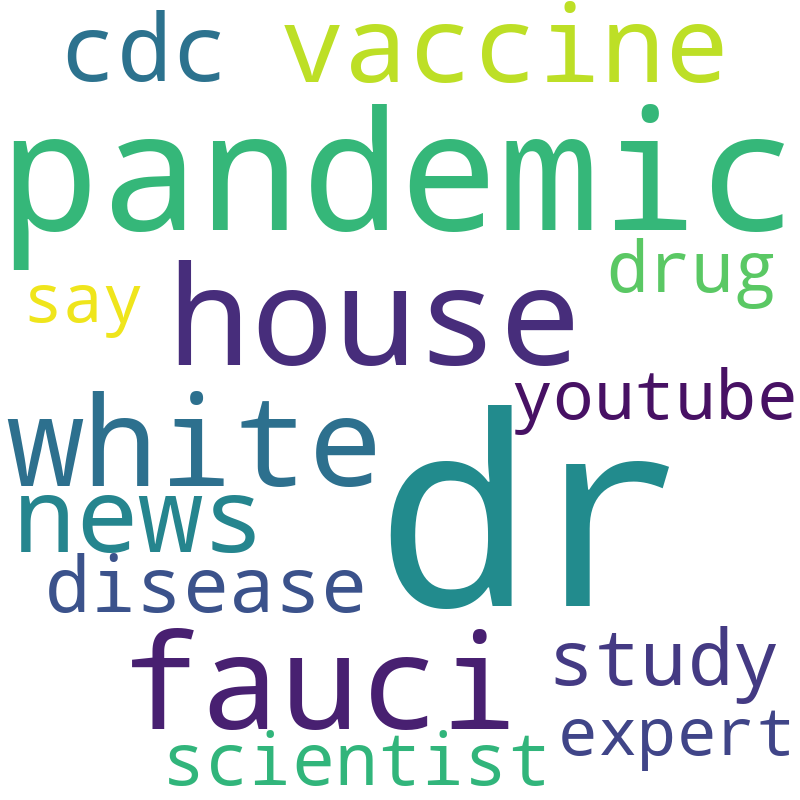 cdc vaccine
pandemic
drug
say house
youtube
white
dr
news
disease
fauci study
expert
scientist